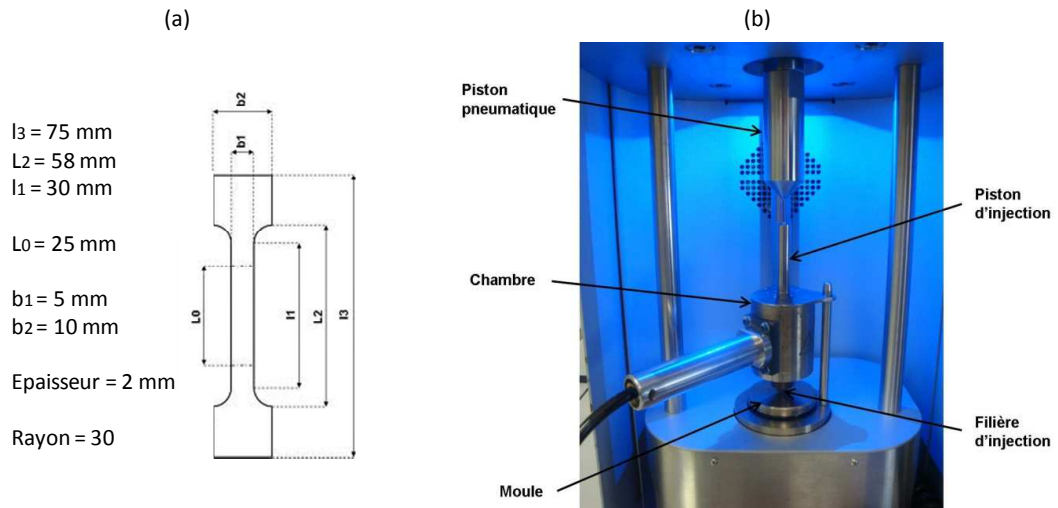 (a)
(b)
l3 = 75 mm
L2 = 58 mm
l1 = 30 mm
L0 = 25 mm
b1 = 5 mm
b2 = 10 mm
Epaisseur = 2 mm
Rayon = 30
b2
b1
L0
l1
L2
l3
Piston
pneumatique
Piston
d'injection
Chambre
Filière
d'injection
Moule